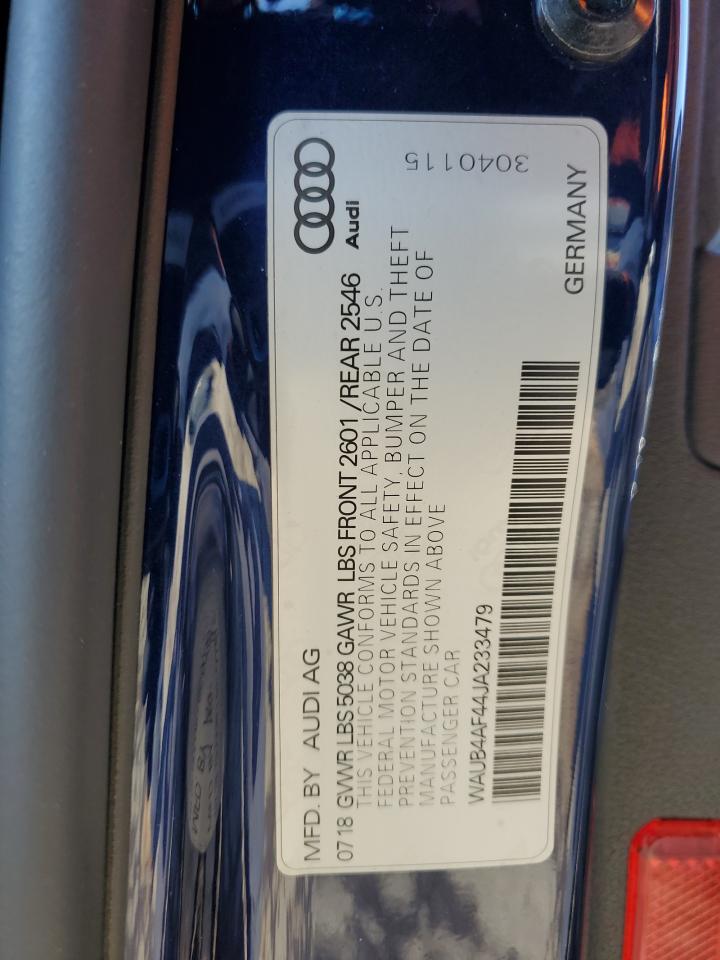 MFD. BY AUDI AG
Audi
07 18 GVWR LBS 5038 GAWR LBS FRONT 2601 / REAR 2546
THIS VEHICLE CONFORMS TO ALL APPLICABLE U.S.
FEDERAL MOTOR VEHICLE SAFETY, BUMPER AND THEFT
PREVENTION STANDARDS IN EFFECT ON THE DATE OF
MANUFACTURE SHOWN ABOVE
PASSENGER CAR
WAUB4AF44JA233479
3040115
GERMANY